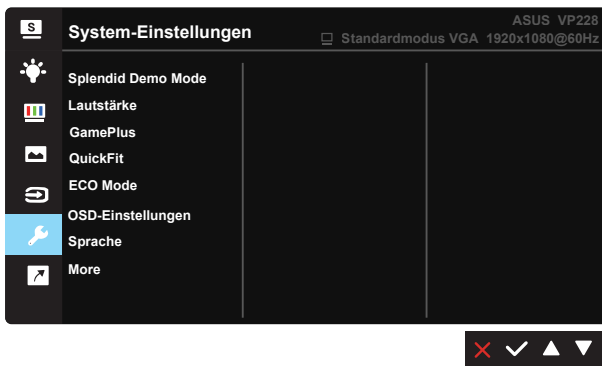 S
System-Einstellungen
ASUS VP228
Standardmodus VGA 1920x1080@60Hz
Splendid Demo Mode
Lautstärke
GamePlus
QuickFit
ECO Mode
OSD-Einstellungen
Sprache
More